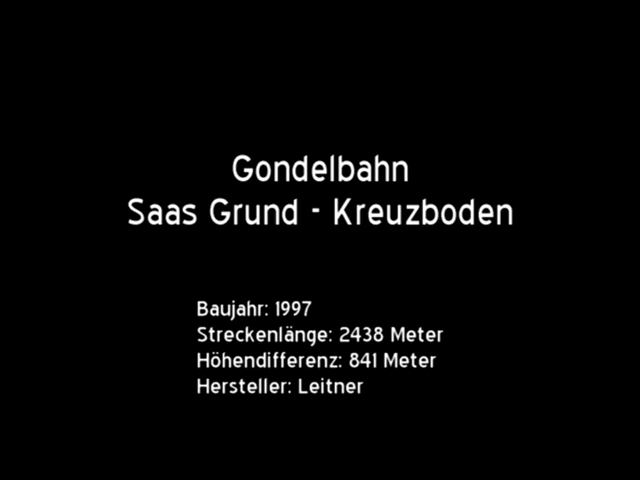 Gondelbahn
Saas Grund - Kreuzboden
Baujahr: 1997
Streckenlänge: 2438 Meter
Höhendifferenz: 841 Meter
Hersteller: Leitner